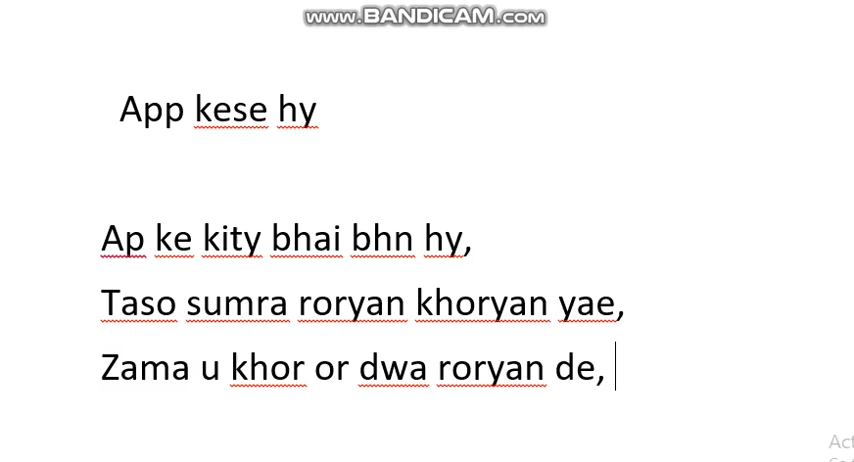 www.BANDICAM.com
App kese hy
Ap ke kity bhai bhn hy,
Taso sumra roryan khoryan yae,
Zama u khor or dwa roryan de,
Act